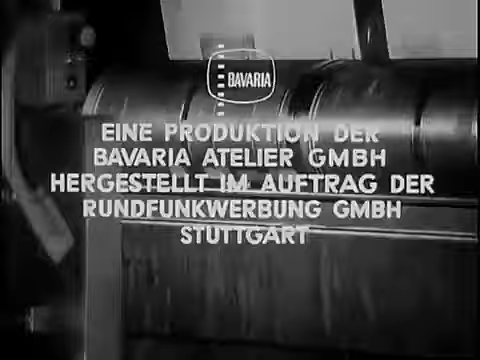 BAVARIA
EINE PRODUKTION DER
BAVARIA ATELIER GMBH
HERGESTELLT IM AUFTRAG DER
RUNDFUNKWERBUNG GMBH
STUTTGART